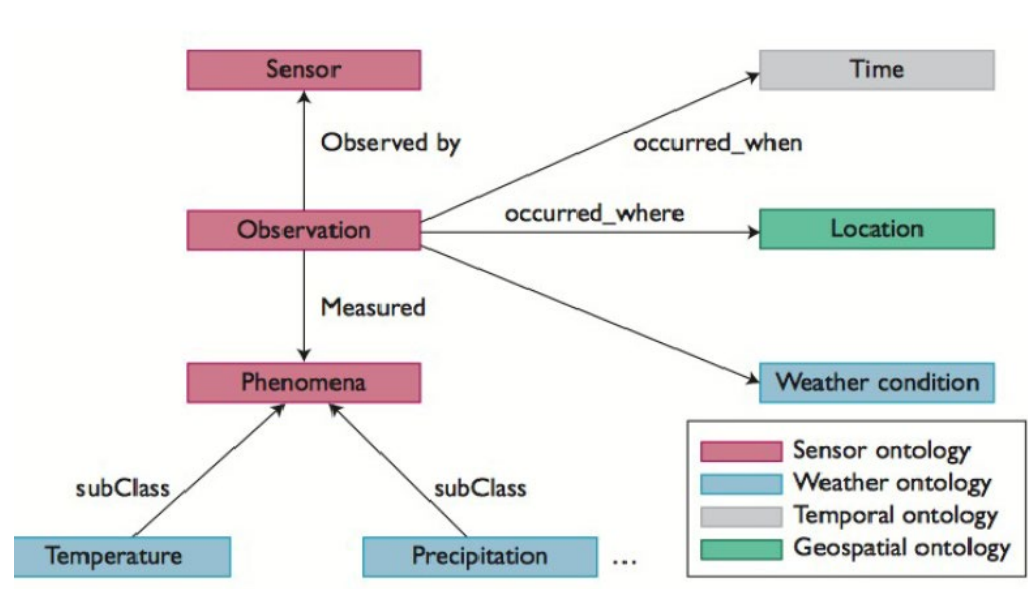 Sensor
Time
Observed by
occurred_when
occurred_where
Observation
Location
Measured
Phenomena
Weather condition
Sensor ontology
subClass
subClass
Weather ontology
Temporal ontology
Temperature
Precipitation
...
Geospatial ontology